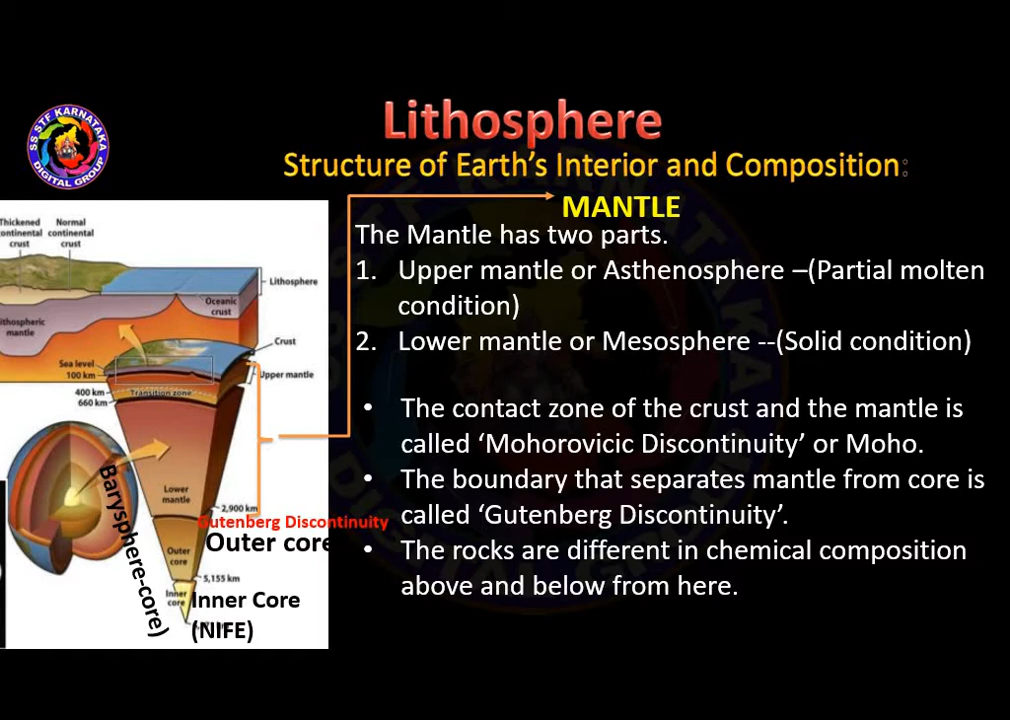 SS STF KARNATAKA
DIGITAL GROUP
Lithosphere
Structure of Earth's Interior and Composition:
MANTLE
The Mantle has two parts.
1. Upper mantle or Asthenosphere –(Partial molten
condition)
2. Lower mantle or Mesosphere --(Solid condition)
• The contact zone of the crust and the mantle is
called ‘Mohorovicic Discontinuity’ or Moho.
• The boundary that separates mantle from core is
called ‘Gutenberg Discontinuity’.
• The rocks are different in chemical composition
above and below from here.
Thickened
continental
crust
Normal
continental
crust
Lithosphere
Oceanic
crust
Lithospheric
mantle
Crust
Sea level
100 km
Upper mantle
400 km
Transition zone
660 km
Lower
mantle
2,900 km
Gutenberg Discontinuity
Outer core
Outer
core
5,155 km
Inner
core
Inner Core
(NIFE)
Barysphere-core)